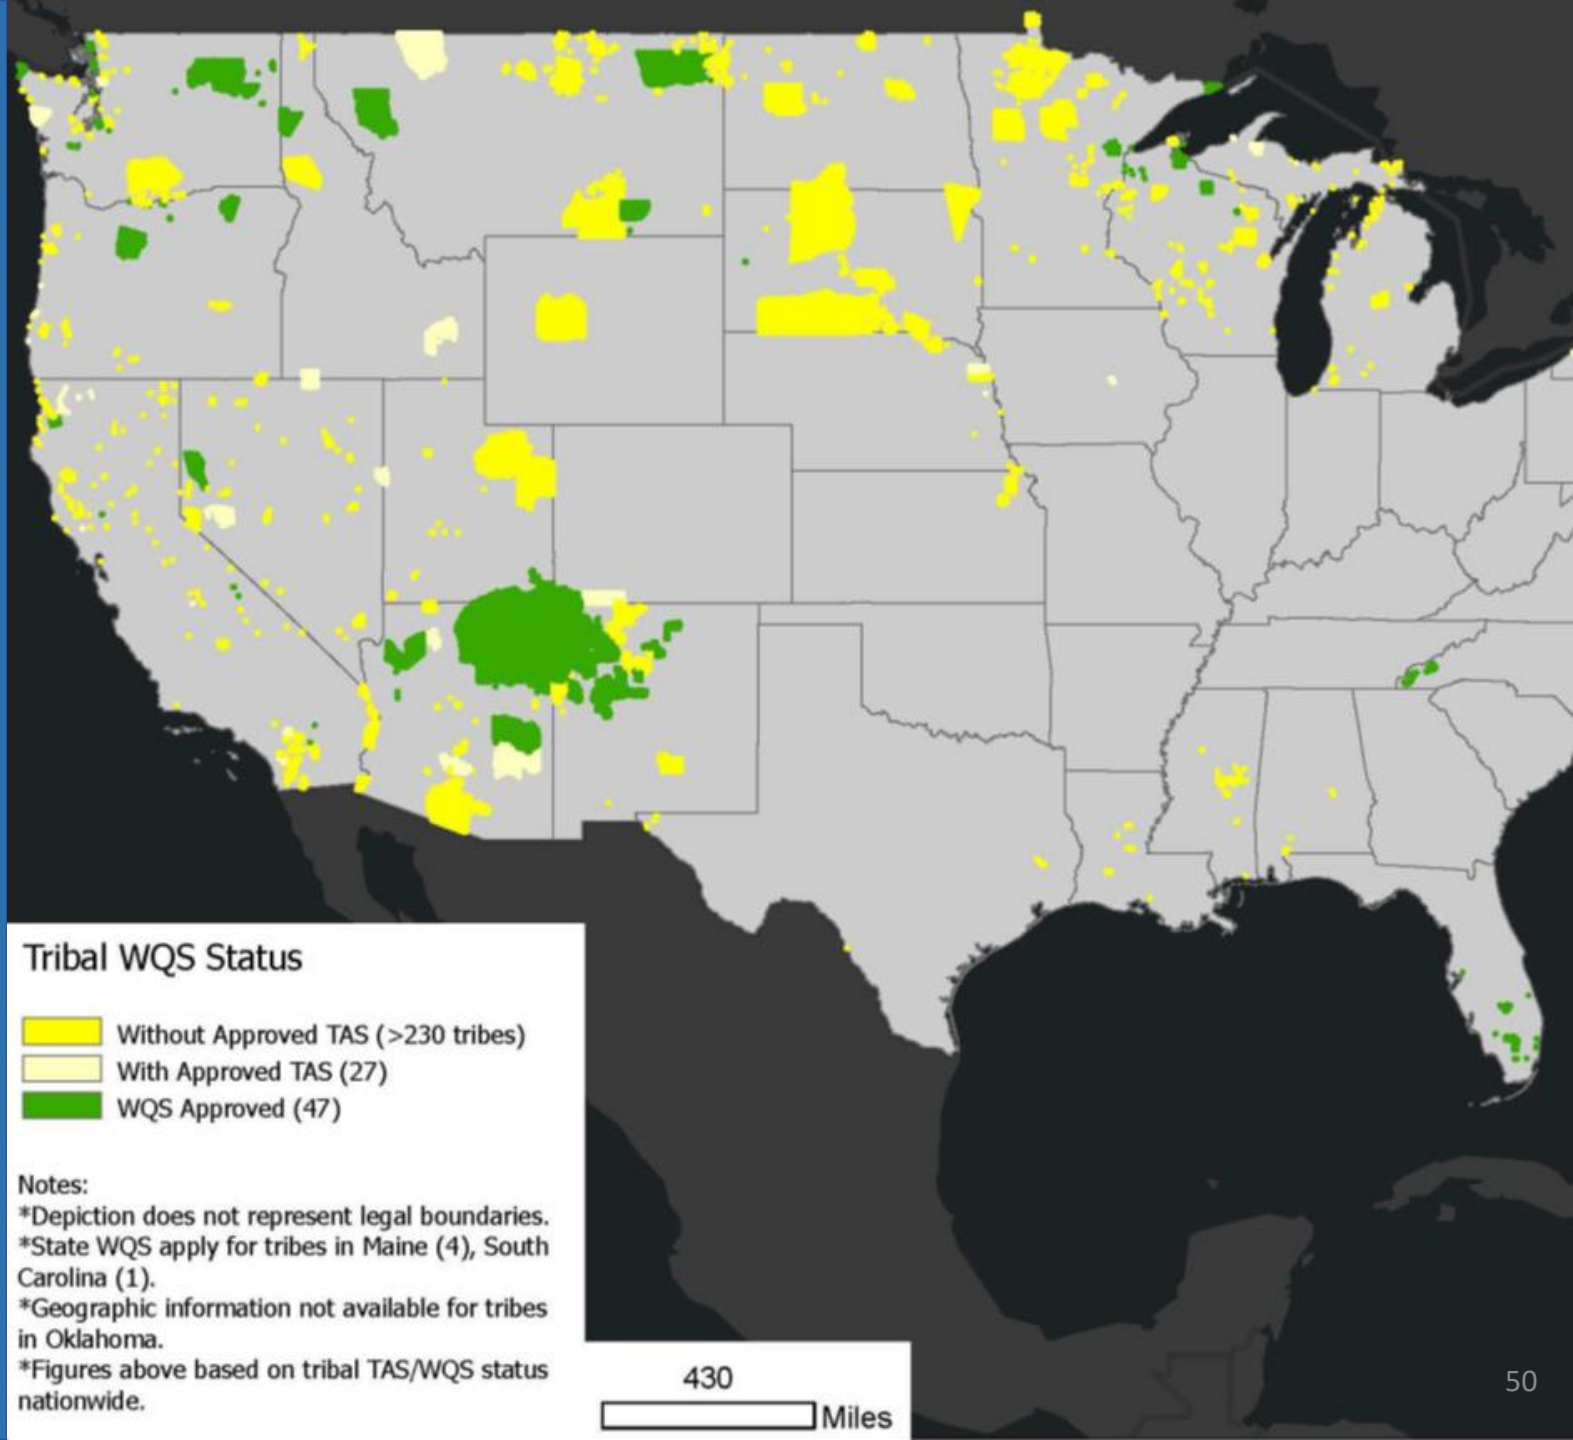 Tribal WQS Status
Without Approved TAS (>230 tribes)
With Approved TAS (27)
WQS Approved (47)
Notes:
*Depiction does not represent legal boundaries.
*State WQS apply for tribes in Maine (4), South
Carolina (1).
*Geographic information not available for tribes
in Oklahoma.
*Figures above based on tribal TAS/WQS status
nationwide.
430
Miles
50